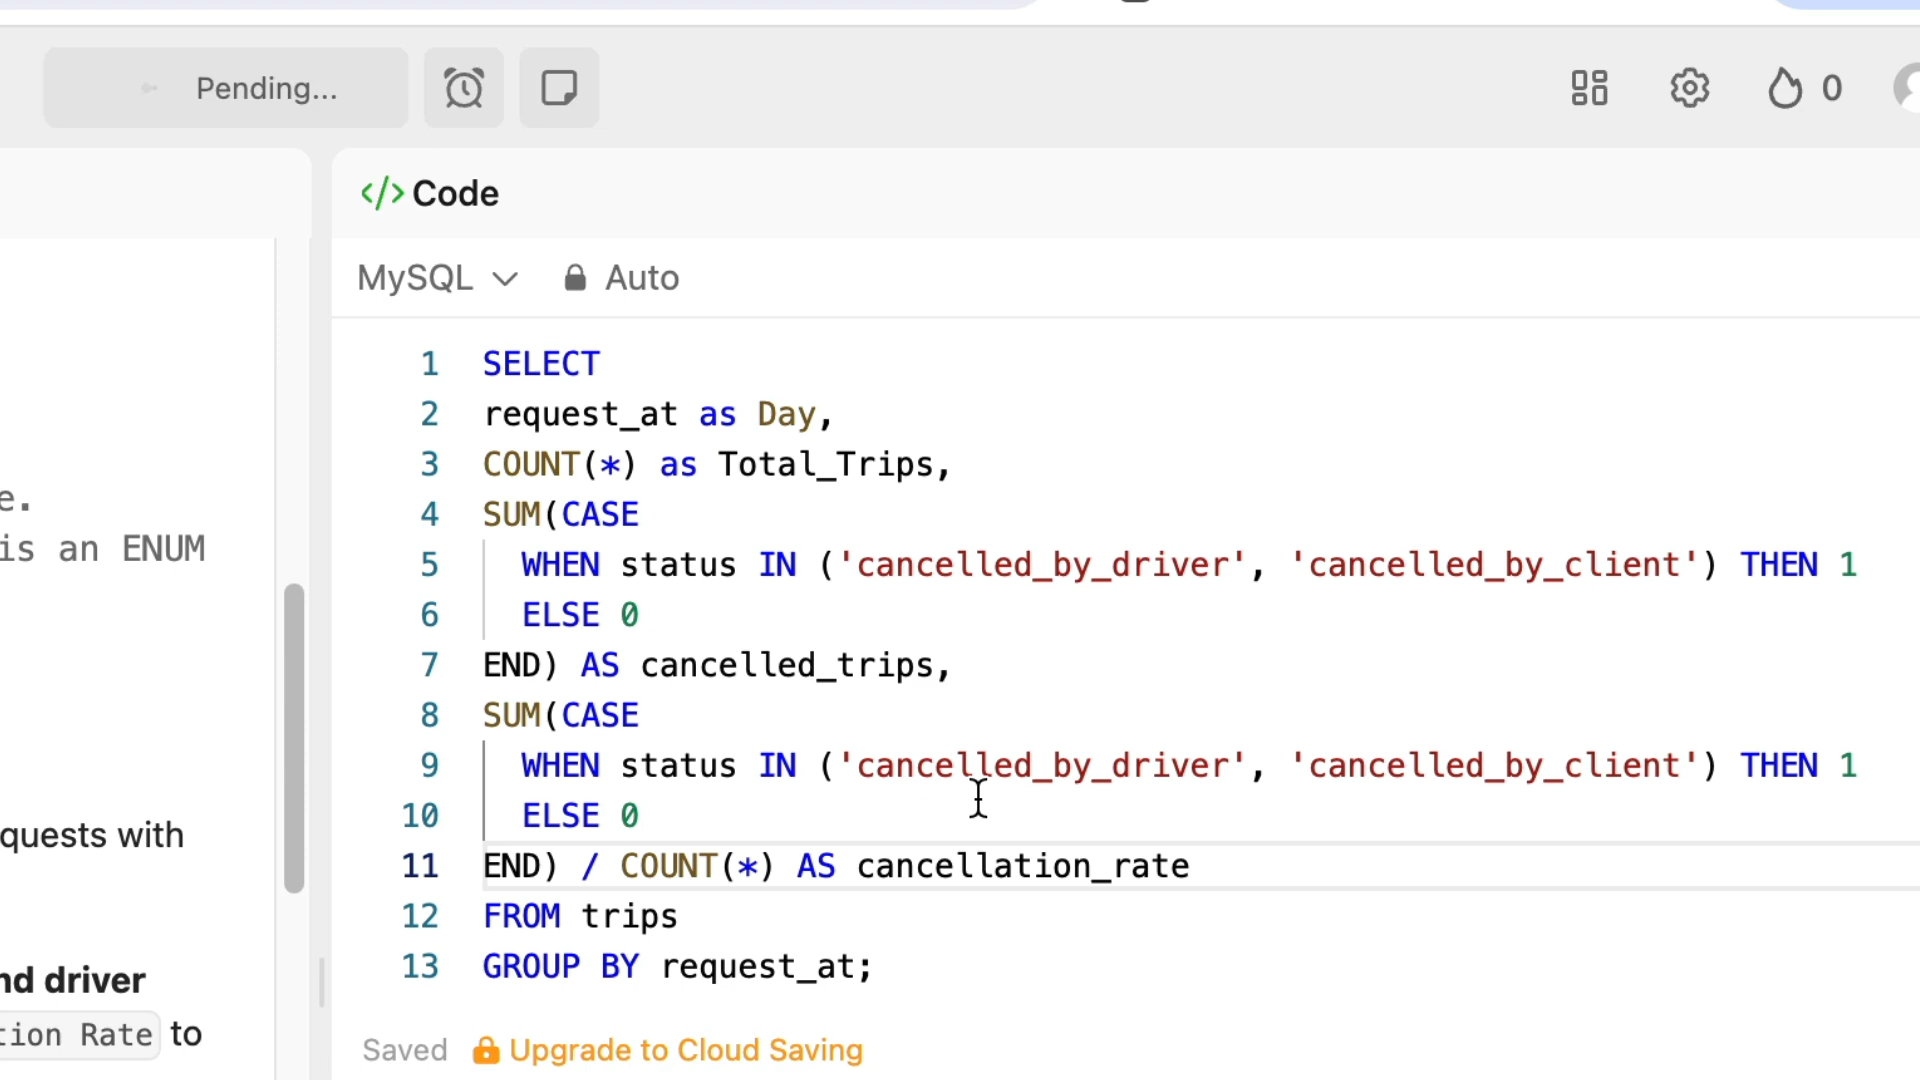 Pending...
0
</> Code
MySQL
Auto
e.
is an ENUM
quests with
nd driver
tion Rate to
1 SELECT
2 request_at as Day,
3 COUNT(*) as Total_Trips,
4 SUM(CASE
5 WHEN status IN ('cancelled_by_driver', 'cancelled_by_client') THEN 1
6 ELSE 0
7 END) AS cancelled_trips,
8 SUM(CASE
9 WHEN status IN ('cancelled_by_driver', 'cancelled_by_client') THEN 1
10 ELSE 0
11 END) / COUNT(*) AS cancellation_rate
12 FROM trips
13 GROUP BY request_at;
Saved Upgrade to Cloud Saving